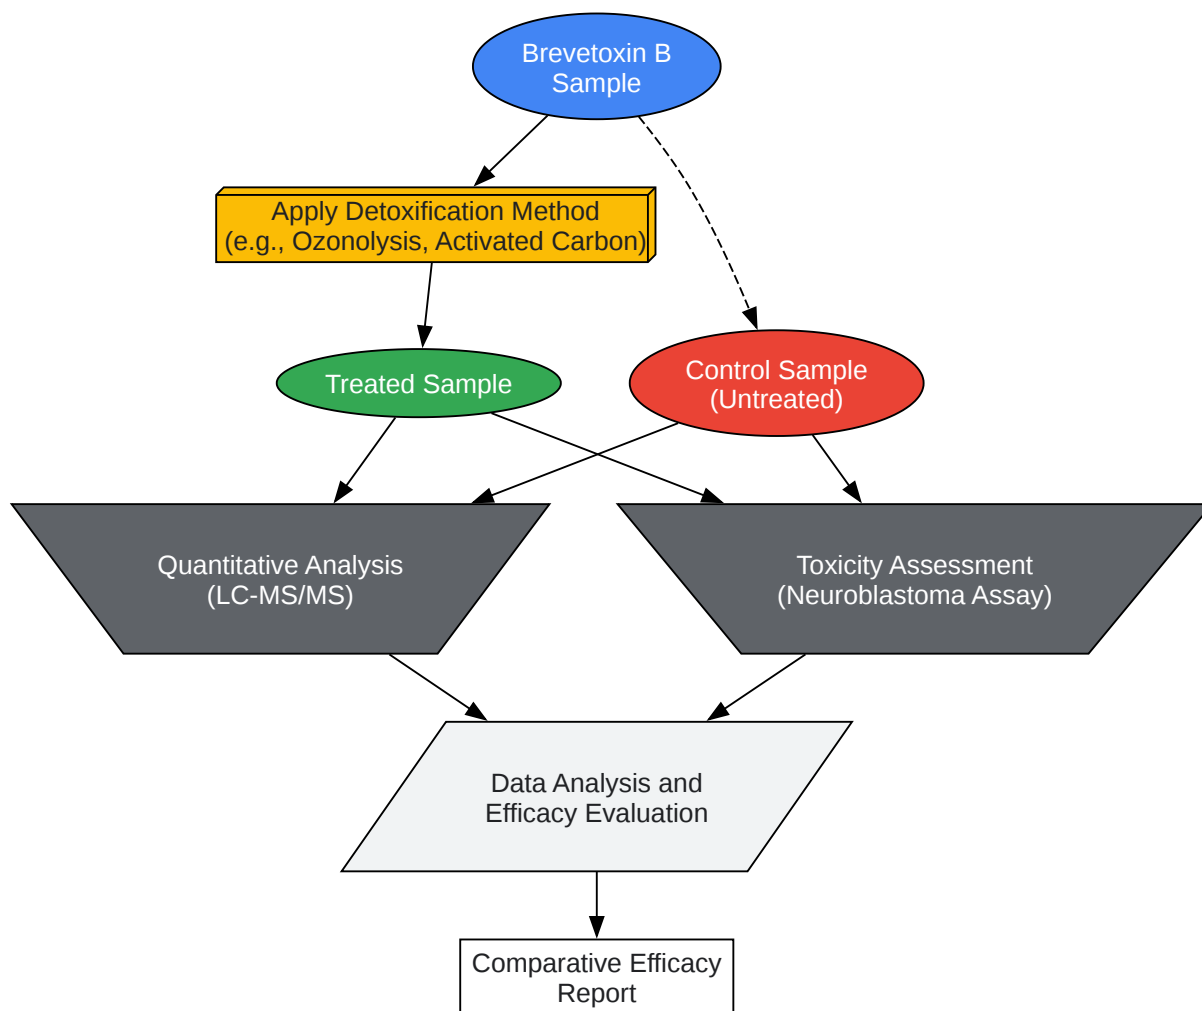 Brevetoxin B
Sample
Apply Detoxification Method
(e.g., Ozonolysis, Activated Carbon)
Treated Sample
Control Sample
(Untreated)
Quantitative Analysis
(LC-MS/MS)
Toxicity Assessment
(Neuroblastoma Assay)
Data Analysis and
Efficacy Evaluation
Comparative Efficacy
Report